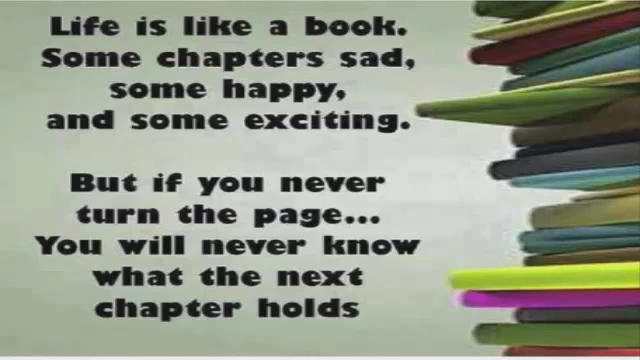 Life is like a book.
Some chapters sad,
some happy,
and some exciting.
But if you never
turn the page...
You will never know
what the next
chapter holds